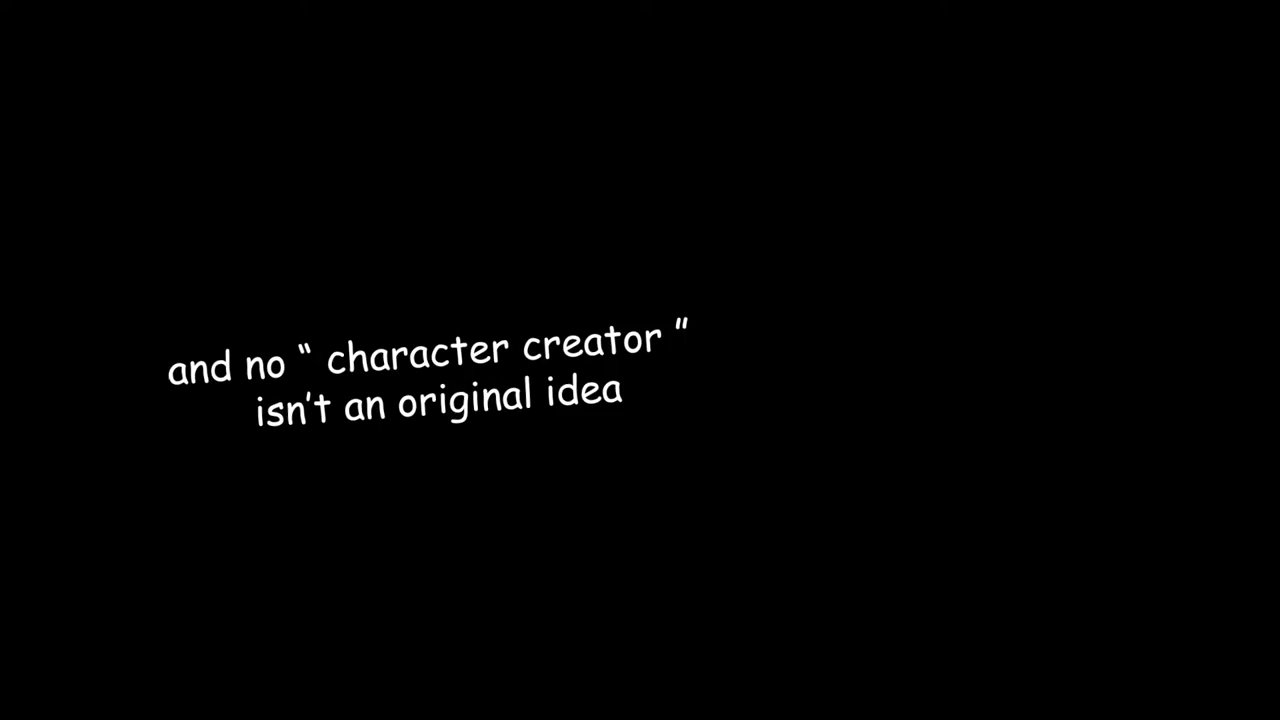 and no “ character creator ”
isn’t an original idea